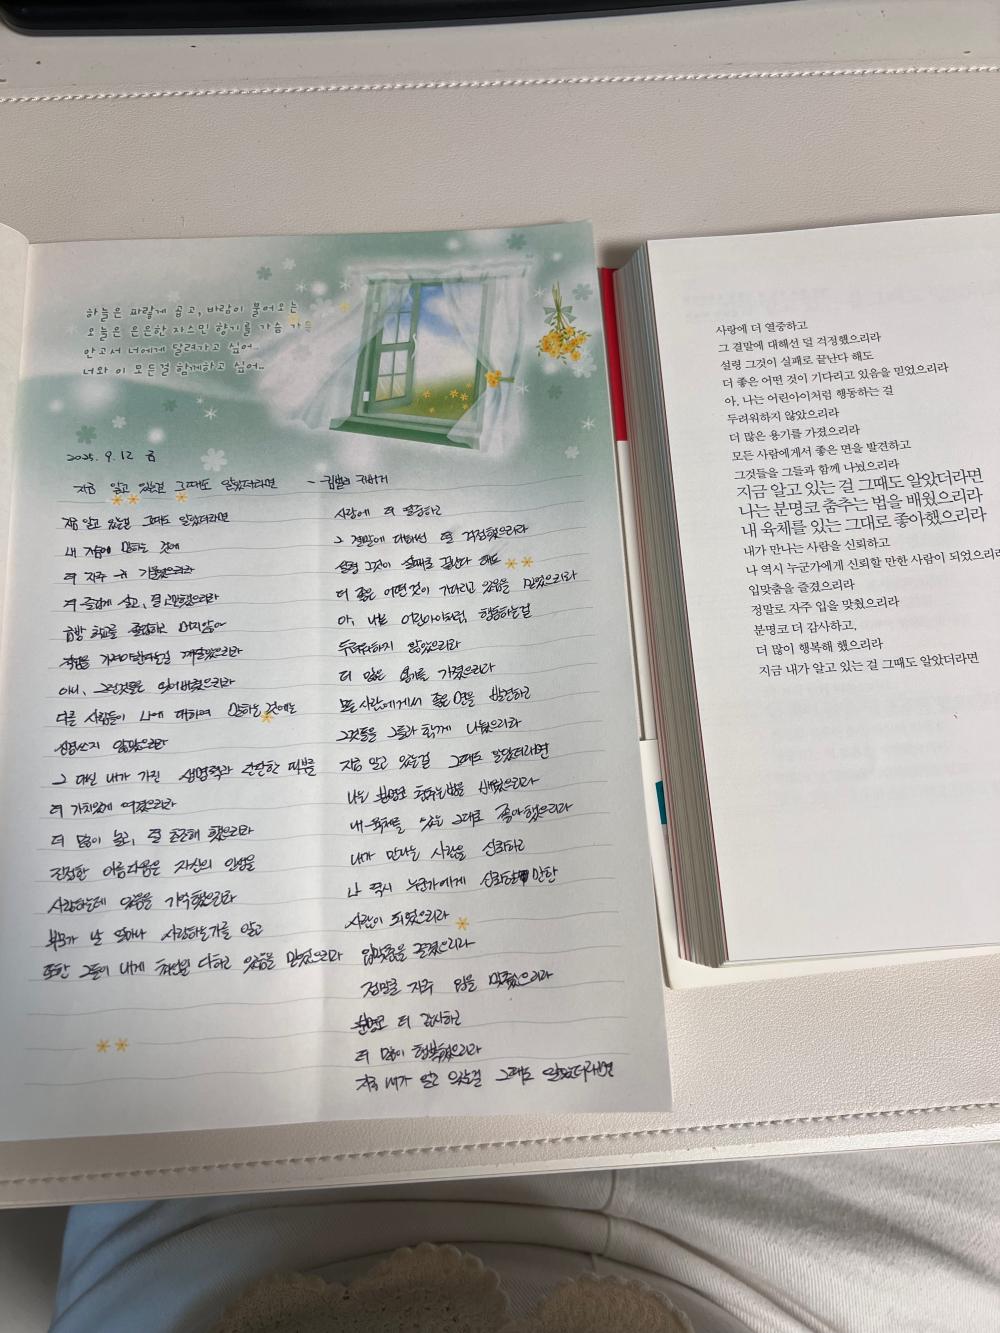 하늘은 파랗게 곱고, 바람이 불어오는
오늘은 은은한 자스민 향기를 가슴 가득
안고서 너에게 달려가고 싶어..
너와 이 모든걸 함께하고 싶어..
2025. 9. 12 금
지금 알고 있는걸 그때도 알았더라면 - 킴벌리 커버거
지금 알고 있는걸 그때도 알았더라면
내 가슴이 말하는 것에
더 자주 귀 기울였으리라
더 즐겁게 살고, 덜 고민했으리라
금방 학교를 졸업하고 머지않아
직업을 가져야한다는걸 깨달았으리라
아니, 그런것들은 잊어버렸으리라
다른 사람들이 나에 대하여 말하는 것에는
신경쓰지 않았으리라
그 대신 내가 가진 생명력과 단단한 피부를
더 가치있게 여겼으리라
더 많이 놀고, 덜 초조해 했으리라
진정한 아름다움은 자신의 인생을
사랑하는데 있음을 기억했으리라
부모가 날 얼마나 사랑하는가를 알고
또한 그들이 내게 최선을 다하고 있음을 믿었으리라
사랑에 더 열중하고
그 결말에 대해선 덜 걱정했으리라
설령 그것이 실패로 끝난다 해도
더 좋은 어떤것이 기다리고 있음을 믿었으리라
아, 나는 어린아이처럼 행동하는걸
두려워하지 않았으리라
더 많은 용기를 가졌으리라
모든 사람에게서 좋은 면을 발견하고
그것들을 그들과 함께 나눴으리라
지금 알고 있는걸 그때도 알았더라면
나는 분명코 춤추는법을 배웠으리라
내 육체를 있는 그대로 좋아했으리라
내가 만나는 사람을 신뢰하고
나 역시 누군가에게 신뢰할 만한
사람이 되었으리라
입맞춤을 즐겼으리라
정말로 자주 입을 맞췄으리라
분명코 더 감사하고
더 많이 행복했으리라
지금 내가 알고 있는걸 그때도 알았더라면
사랑에 더 열중하고
그 결말에 대해선 덜 걱정했으리라
설령 그것이 실패로 끝난다 해도
더 좋은 어떤 것이 기다리고 있음을 믿었으리라
아, 나는 어린아이처럼 행동하는 걸
두려워하지 않았으리라
더 많은 용기를 가졌으리라
모든 사람에게서 좋은 면을 발견하고
그것들을 그들과 함께 나눴으리라
지금 알고 있는 걸 그때도 알았더라면
나는 분명코 춤추는 법을 배웠으리라
내 육체를 있는 그대로 좋아했으리라
내가 만나는 사람을 신뢰하고
나 역시 누군가에게 신뢰할 만한 사람이 되었으리라
입맞춤을 즐겼으리라
정말로 자주 입을 맞췄으리라
분명코 더 감사하고,
더 많이 행복해 했으리라
지금 내가 알고 있는 걸 그때도 알았더라면